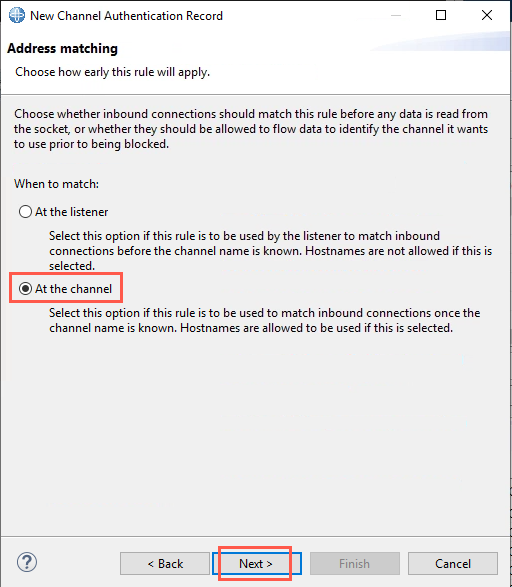 New Channel Authentication Record
Address matching
Choose how early this rule will apply.
Choose whether inbound connections should match this rule before any data is read from
the socket, or whether they should be allowed to flow data to identify the channel it wants
to use prior to being blocked.
When to match:
At the listener
Select this option if this rule is to be used by the listener to match inbound
connections before the channel name is known. Hostnames are not allowed if this is
selected.
At the channel
Select this option if this rule is to be used to match inbound connections once the
channel name is known. Hostnames are allowed to be used if this is selected.
?
< Back
Next >
Finish
Cancel